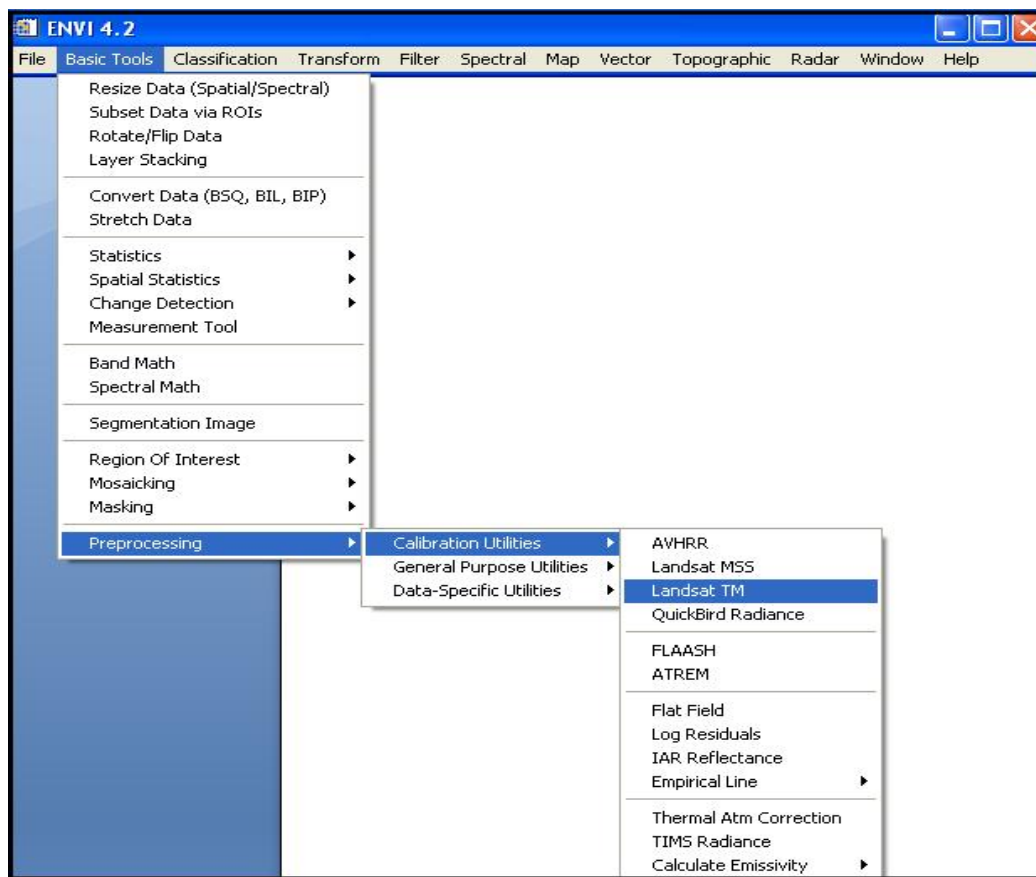 ENVI 4.2
File Basic Tools Classification Transform Filter Spectral Map Vector Topographic Radar Window Help
Resize Data (Spatial/Spectral)
Subset Data via ROIs
Rotate/Flip Data
Layer Stacking
Convert Data (BSQ, BIL, BIP)
Stretch Data
Statistics
Spatial Statistics
Change Detection
Measurement Tool
Band Math
Spectral Math
Segmentation Image
Region Of Interest
Mosaicking
Masking
Preprocessing
Calibration Utilities
General Purpose Utilities
Data-Specific Utilities
AVHRR
Landsat MSS
Landsat TM
QuickBird Radiance
FLAASH
ATREM
Flat Field
Log Residuals
IAR Reflectance
Empirical Line
Thermal Atm Correction
TIMS Radiance
Calculate Emissivity